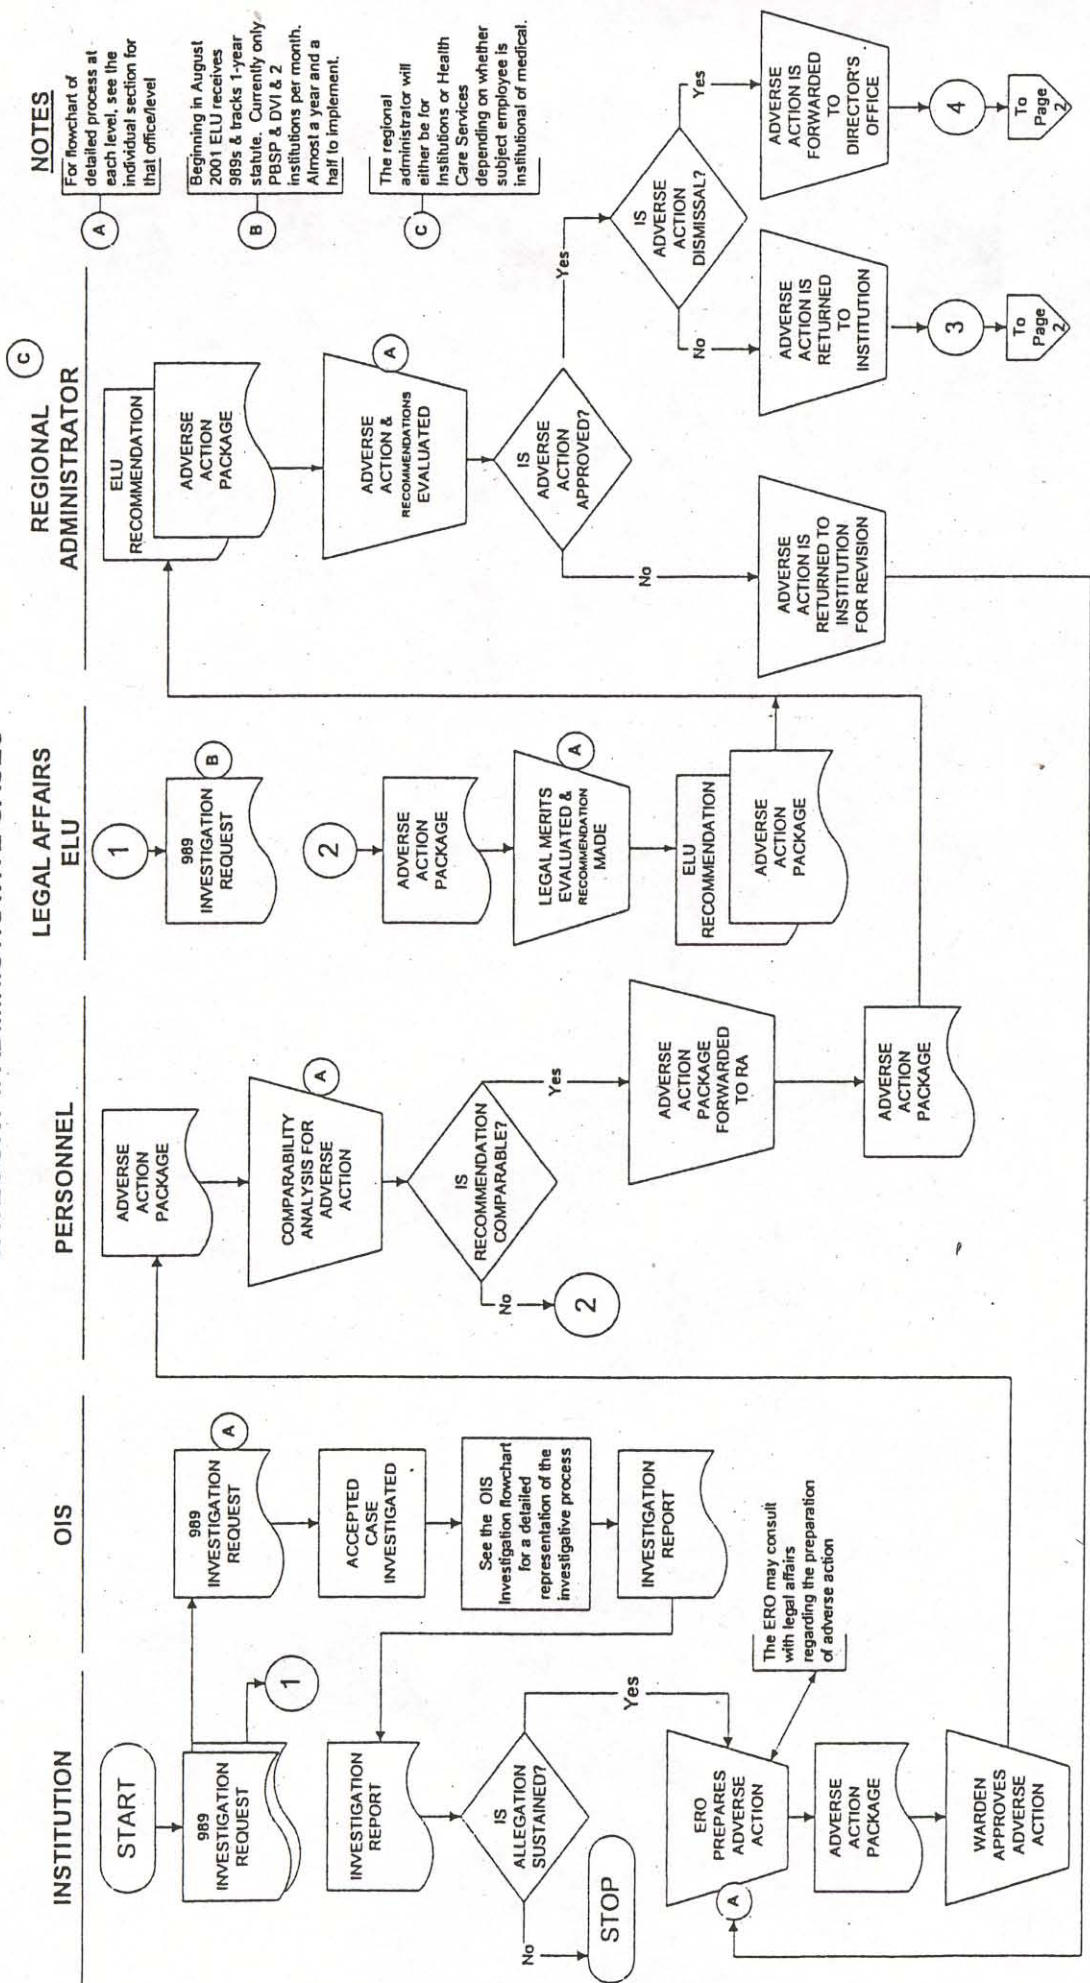 INSTITUTION
START
989
INVESTIGATION
REQUEST
1
INVESTIGATION
REPORT
IS
ALLEGATION
SUSTAINED?
No
STOP
Yes
ERO
PREPARES
ADVERSE
ACTION
A
The ERO may consult
with legal affairs
regarding the preparation
of adverse action
ADVERSE
ACTION
PACKAGE
WARDEN
APPROVES
ADVERSE
ACTION
OIS
989
INVESTIGATION
REQUEST
A
ACCEPTED
CASE
INVESTIGATED
See the OIS
Investigation flowchart
for a detailed
representation of the
investigative process
INVESTIGATION
REPORT
PERSONNEL
ADVERSE
ACTION
PACKAGE
COMPARABILITY
ANALYSIS FOR
ADVERSE
ACTION
A
IS
RECOMMENDATION
COMPARABLE?
No
2
Yes
ADVERSE
ACTION
PACKAGE
FORWARDED
TO RA
ADVERSE
ACTION
PACKAGE
LEGAL AFFAIRS
ELU
1
989
INVESTIGATION
REQUEST
B
2
ADVERSE
ACTION
PACKAGE
LEGAL MERITS
EVALUATED &
RECOMMENDATION
MADE
A
ELU
RECOMMENDATION
ADVERSE
ACTION
PACKAGE
REGIONAL
ADMINISTRATOR
C
ELU
RECOMMENDATION
ADVERSE
ACTION
PACKAGE
ADVERSE
ACTION &
RECOMMENDATIONS
EVALUATED
A
IS
ADVERSE
ACTION
APPROVED?
No
ADVERSE
ACTION IS
RETURNED TO
INSTITUTION
FOR REVISION
Yes
IS
ADVERSE
ACTION
DISMISSAL?
No
ADVERSE
ACTION IS
RETURNED
TO
INSTITUTION
3
To
Page
2
Yes
ADVERSE
ACTION IS
FORWARDED
TO
DIRECTOR'S
OFFICE
4
To
Page
2
NOTES
A
For flowchart of
detailed process at
each level, see the
individual section for
that office/level
B
Beginning in August
2001 ELU receives
989s & tracks 1-year
statute. Currently only
PBSP & DVI & 2
institutions per month.
Almost a year and a
half to implement.
C
The regional
administrator will
either be for
Institutions or Health
Care Services
depending on whether
subject employee is
institutional of medical.